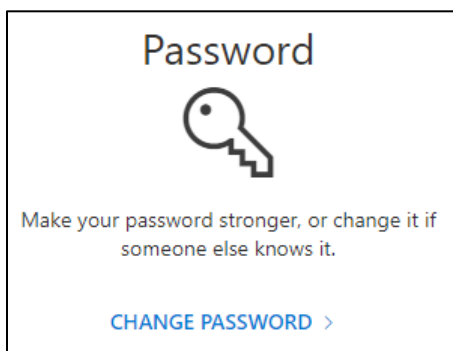 Password
Make your password stronger, or change it if
someone else knows it.
CHANGE PASSWORD >